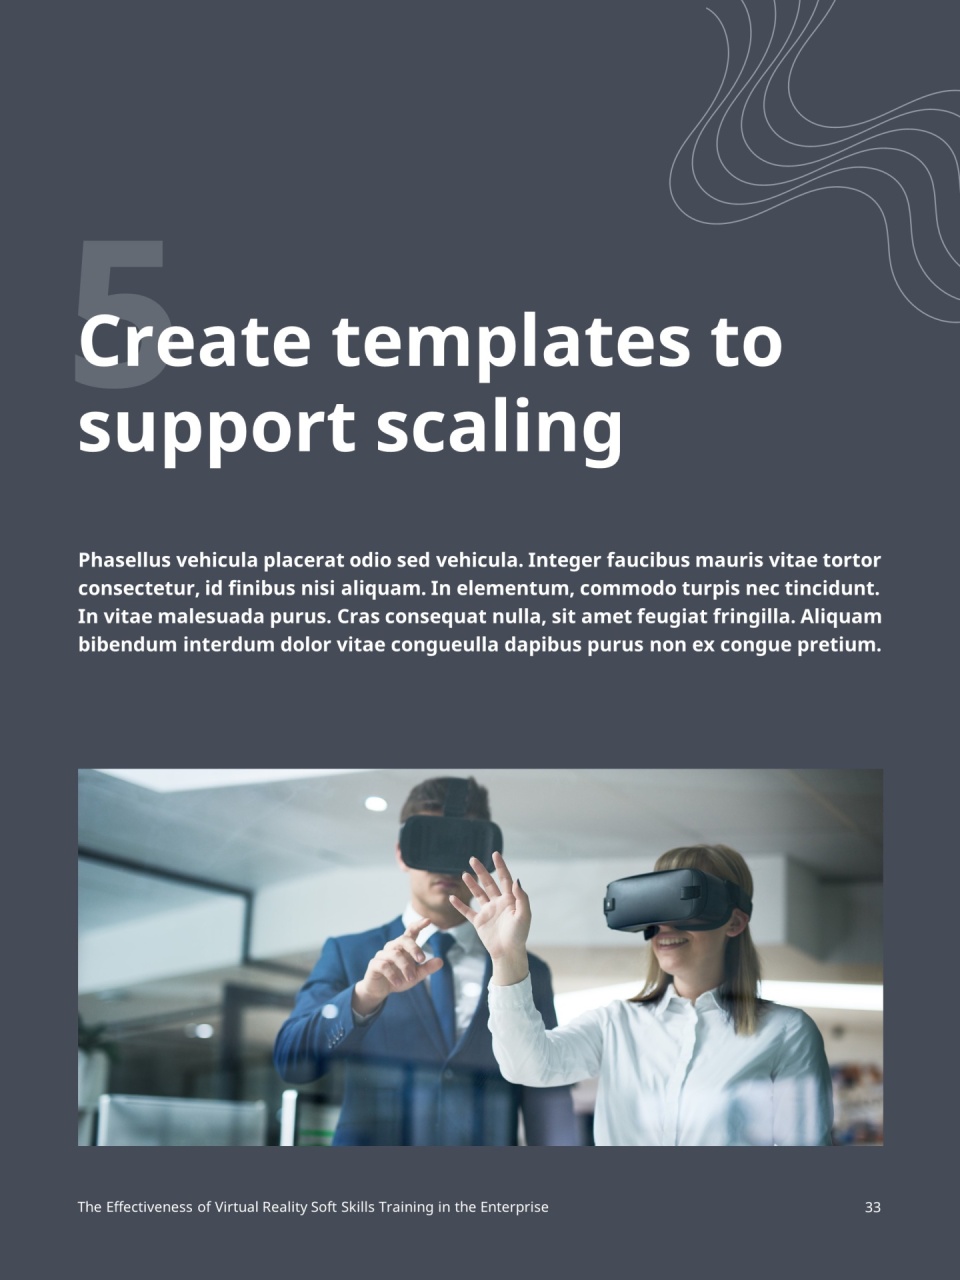 5
Create templates to
support scaling
Phasellus vehicula placerat odio sed vehicula. Integer faucibus mauris vitae tortor
consectetur, id finibus nisi aliquam. In elementum, commodo turpis nec tincidunt.
In vitae malesuada purus. Cras consequat nulla, sit amet feugiat fringilla. Aliquam
bibendum interdum dolor vitae congueulla dapibus purus non ex congue pretium.
The Effectiveness of Virtual Reality Soft Skills Training in the Enterprise
33